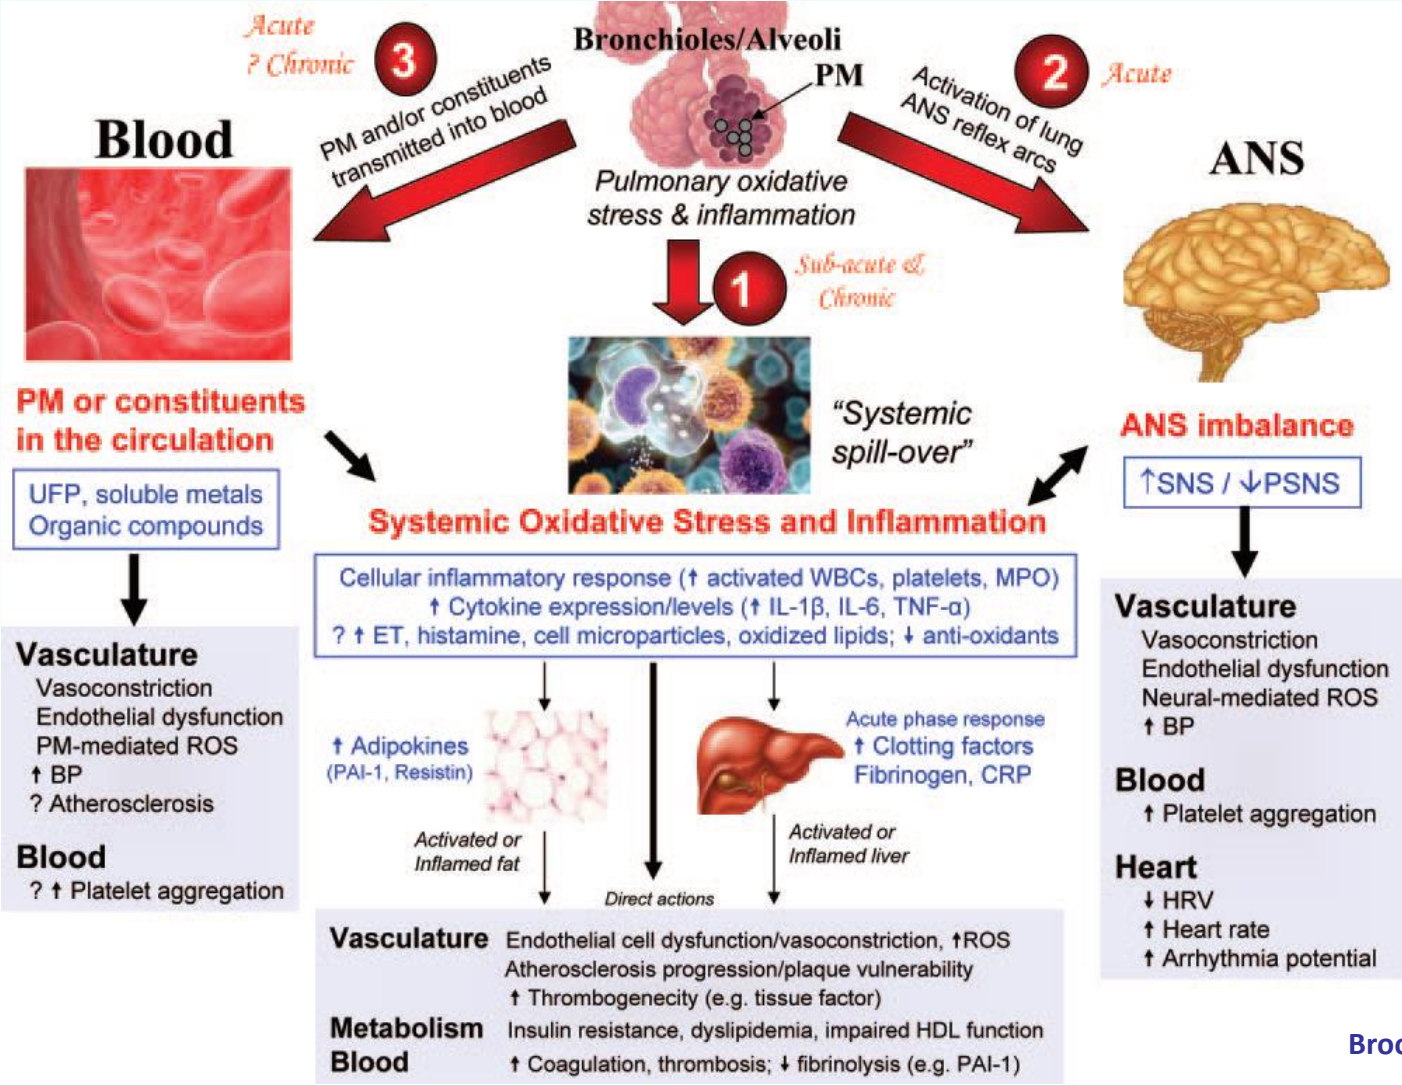 Acute
? Chronic
3
PM and/or constituents
transmitted into blood
Bronchioles/Alveoli
PM
Pulmonary oxidative
stress & inflammation
2
Acute
Activation of lung
ANS reflex arcs
Blood
ANS
1
Sub-acute &
Chronic
"Systemic
spill-over"
PM or constituents
in the circulation
UFP, soluble metals
Organic compounds
Vasculature
Vasoconstriction
Endothelial dysfunction
PM-mediated ROS
↑ BP
? Atherosclerosis
Blood
? ↑ Platelet aggregation
Systemic Oxidative Stress and Inflammation
Cellular inflammatory response (↑ activated WBCs, platelets, MPO)
↑ Cytokine expression/levels (↑ IL-1β, IL-6, TNF-α)
? ↑ ET, histamine, cell microparticles, oxidized lipids; ↓ anti-oxidants
↑ Adipokines
(PAI-1, Resistin)
Activated or
Inflamed fat
Direct actions
Acute phase response
↑ Clotting factors
Fibrinogen, CRP
Activated or
Inflamed liver
Vasculature Endothelial cell dysfunction/vasoconstriction, ↑ROS
Atherosclerosis progression/plaque vulnerability
↑ Thrombogenecity (e.g. tissue factor)
Metabolism Insulin resistance, dyslipidemia, impaired HDL function
Blood ↑ Coagulation, thrombosis; ↓ fibrinolysis (e.g. PAI-1)
ANS imbalance
↑SNS / ↓PSNS
Vasculature
Vasoconstriction
Endothelial dysfunction
Neural-mediated ROS
↑ BP
Blood
↑ Platelet aggregation
Heart
↓ HRV
↑ Heart rate
↑ Arrhythmia potential